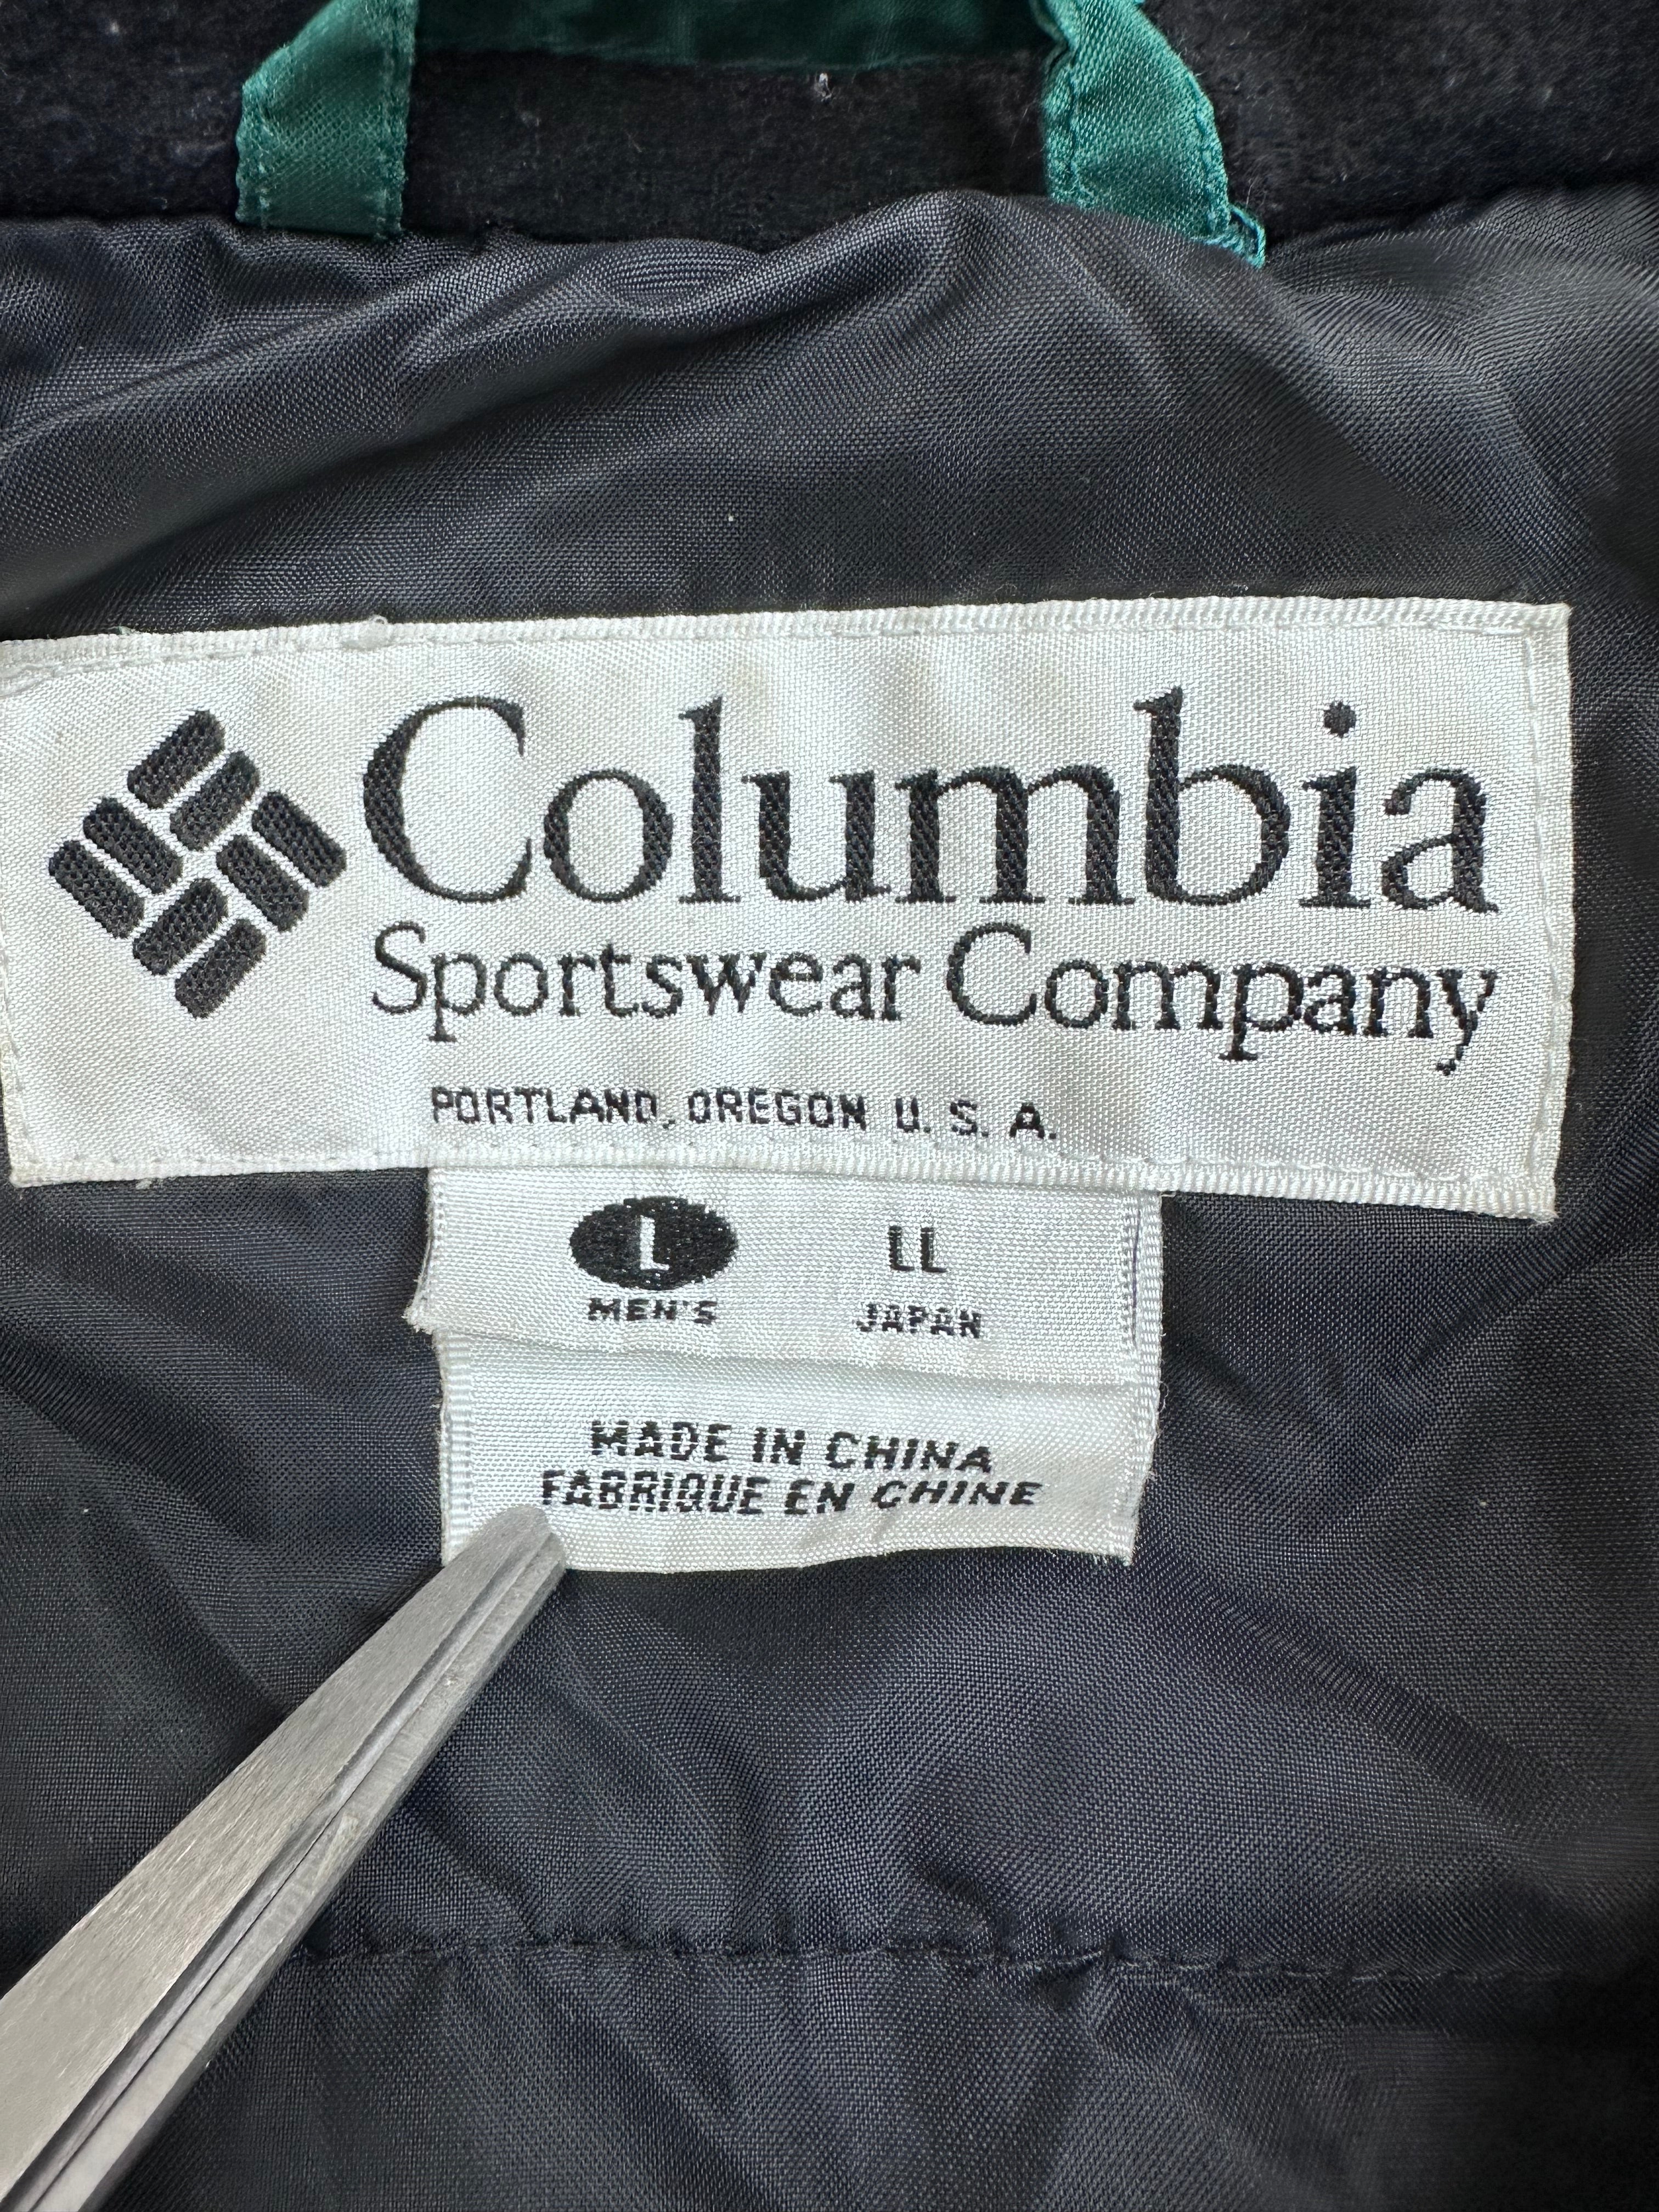 Columbia
Sportswear Company
PORTLAND, OREGON U. S. A.
L LL
MEN'S JAPAN
MADE IN CHINA
FABRIQUE EN CHINE